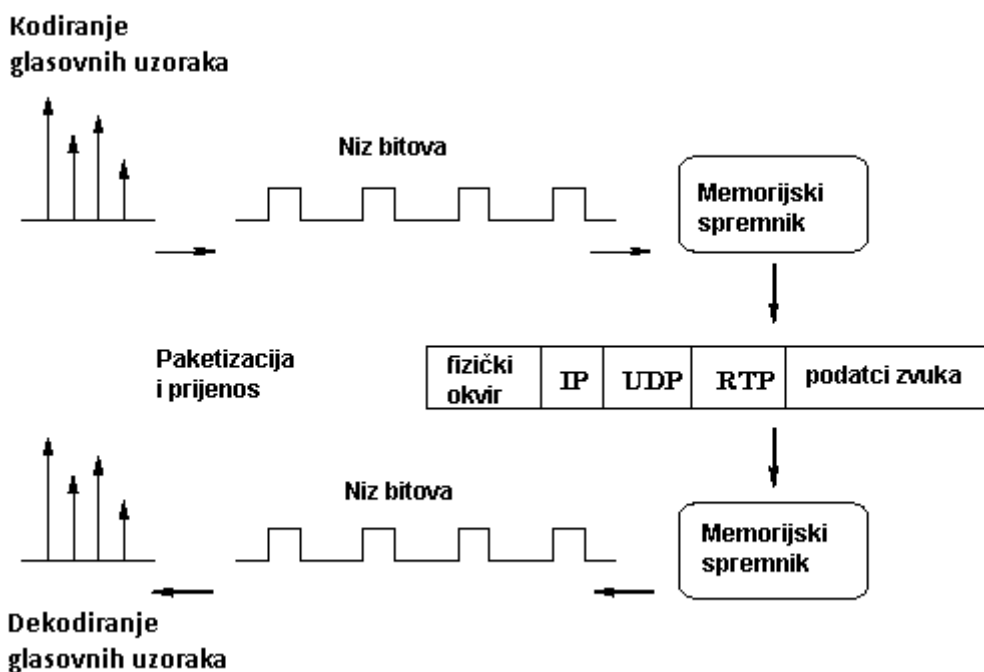 Kodiranje
glasovnih uzoraka
Niz bitova
Memorijski
spremnik
Paketizacija
i prijenos
fizički
okvir
IP
UDP
RTP
podatci zvuka
Niz bitova
Memorijski
spremnik
Dekodiranje
glasovnih uzoraka